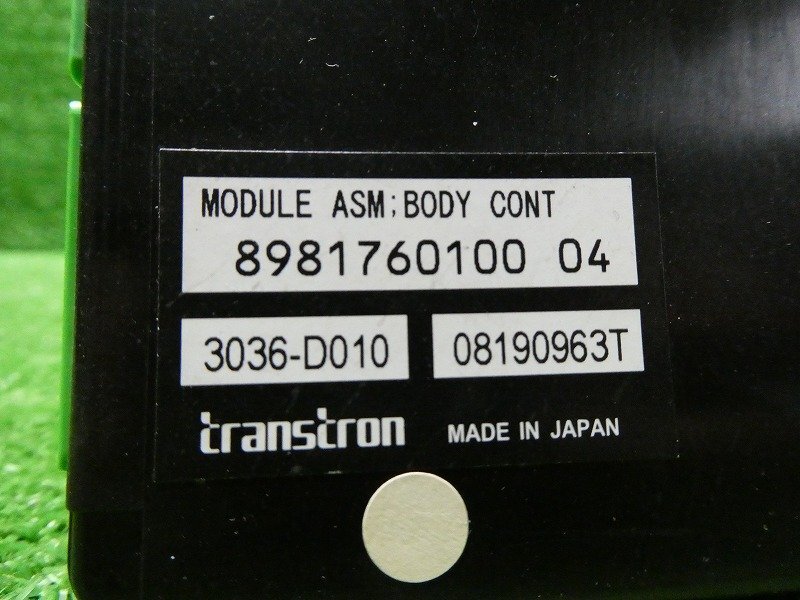 MODULE ASM;BODY CONT
8981760100 04
3036-D010 08190963T
transtron MADE IN JAPAN